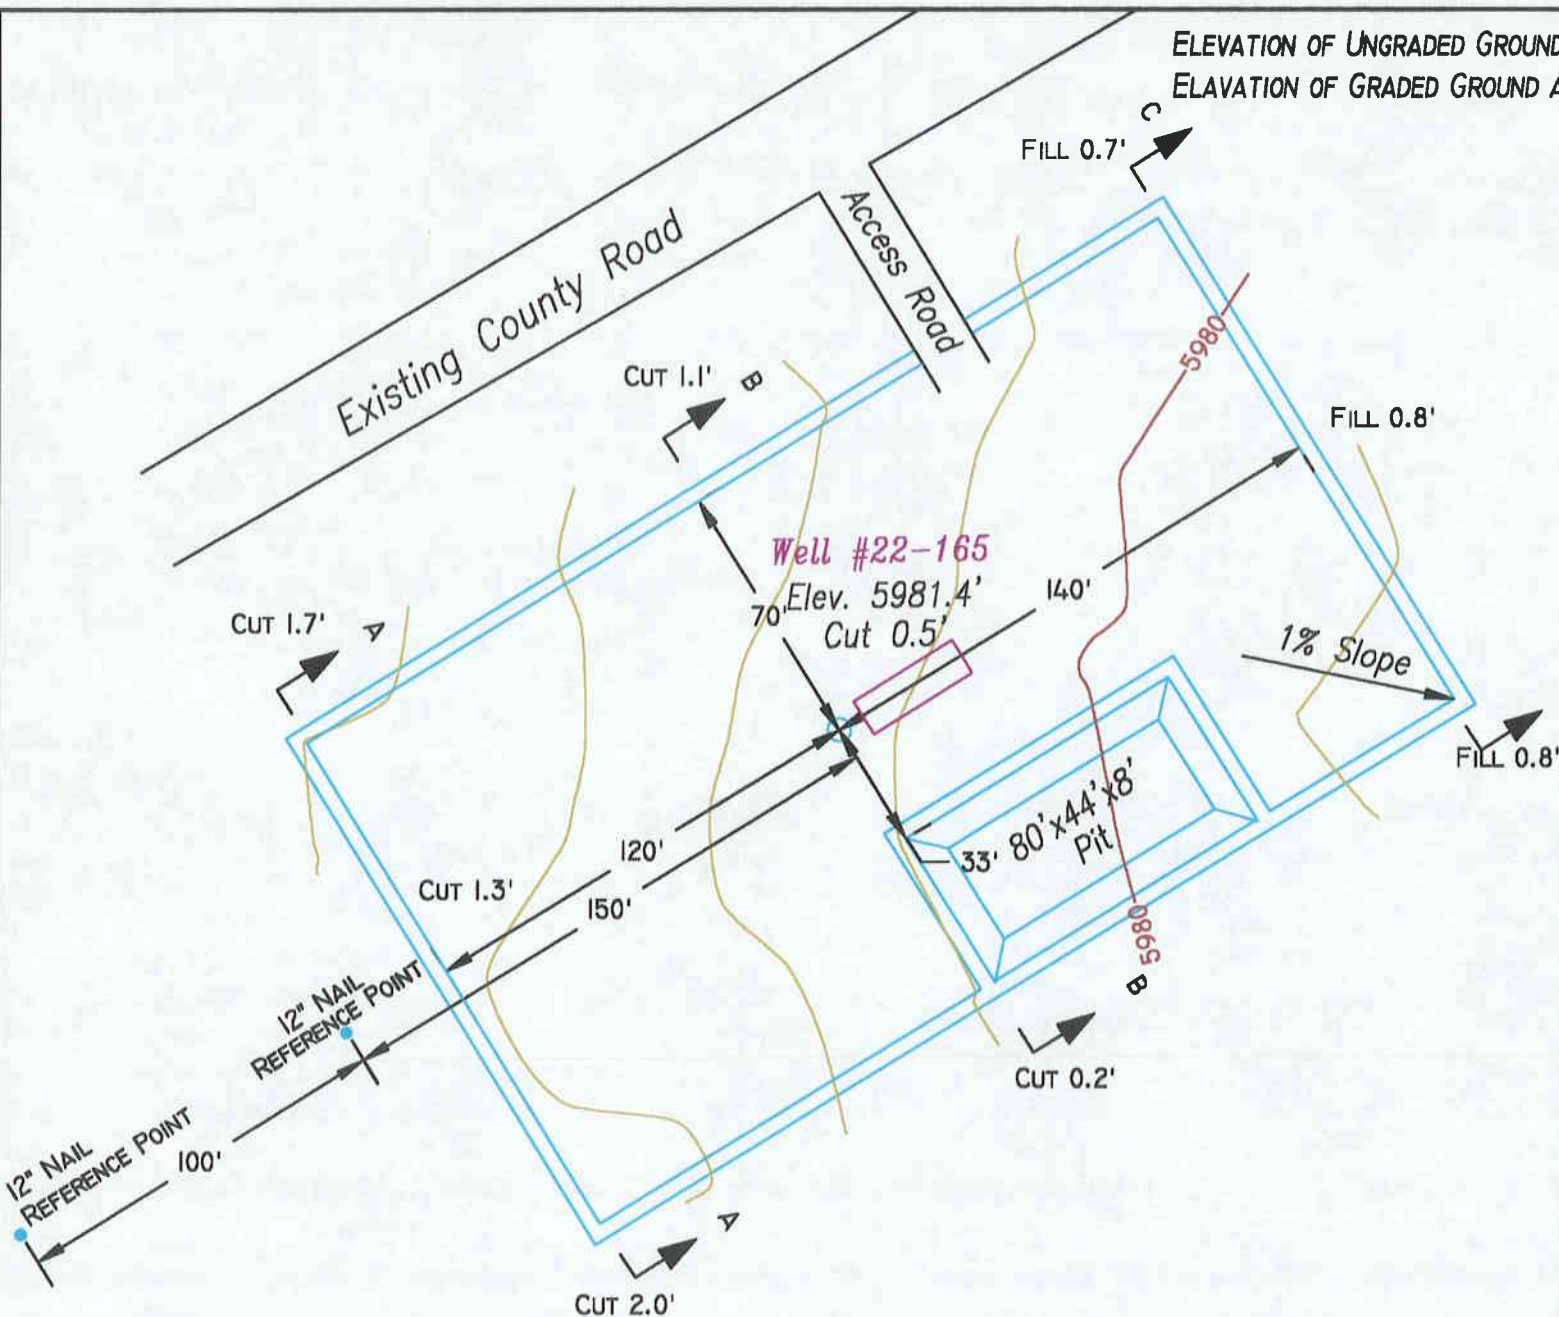 ELEVATION OF UNGRADED GROUND
ELAVATION OF GRADED GROUND
C
FILL 0.7'
Existing County Road
Access Road
5980
CUT 1.1'
B
FILL 0.8'
Well #22-165
Elev. 5981.4'
Cut 0.5'
70'
140'
CUT 1.7'
A
1% Slope
FILL 0.8'
80'x44'x8'
Pit
33'
120'
150'
CUT 1.3'
5980
B
12" NAIL
REFERENCE POINT
CUT 0.2'
12" NAIL
REFERENCE POINT
100'
A
CUT 2.0'